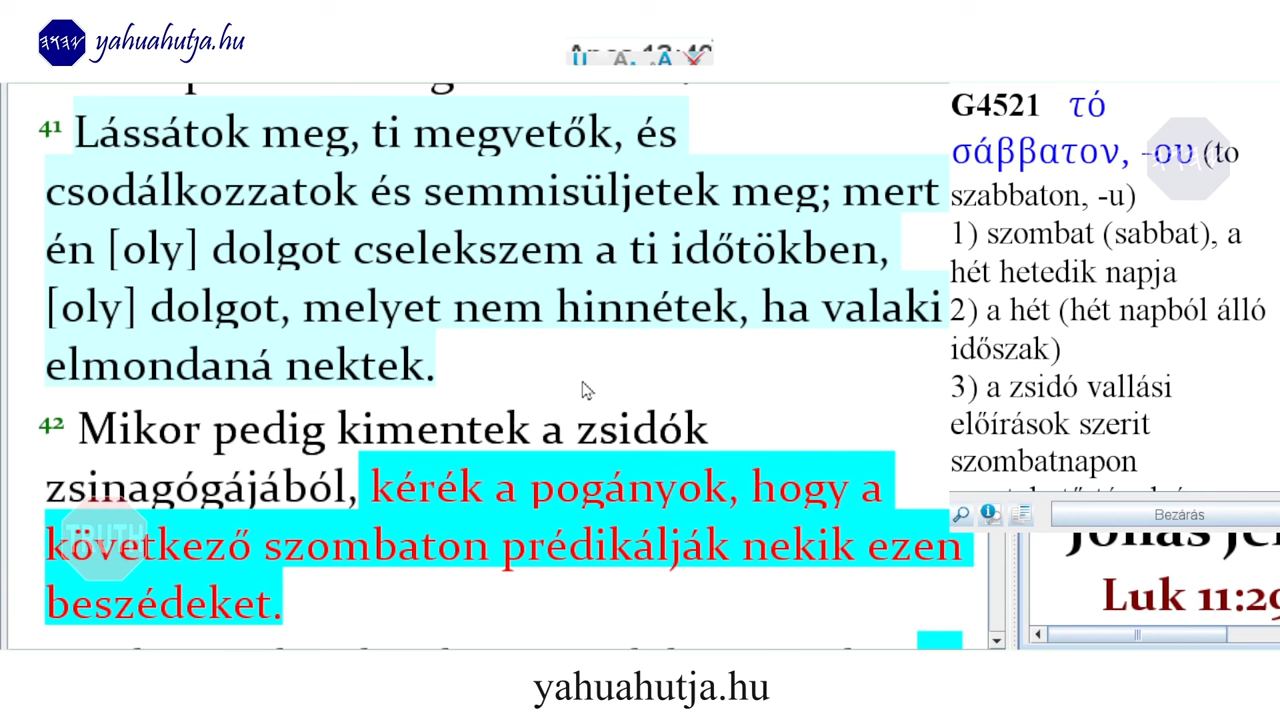 yahuahutja.hu
41 Lássátok meg, ti megvetők, és
csodálkozzatok és semmisüljetek meg; mert
én [oly] dolgot cselekszem a ti időtökben,
[oly] dolgot, melyet nem hinnétek, ha valaki
elmondaná nektek.
42 Mikor pedig kimentek a zsidók
zsinagógájából, kérék a pogányok, hogy a
következő szombaton prédikálják nekik ezen
beszédeket.
TRUTH
G4521 τό
σάββατον, -ου (to
szabbaton, -u)
1) szombat (sabbat), a
hét hetedik napja
2) a hét (hét napból álló
időszak)
3) a zsidó vallási
előírások szerit
szombatnapon
Bezárás
Luk 11:29
yahuahutja.hu